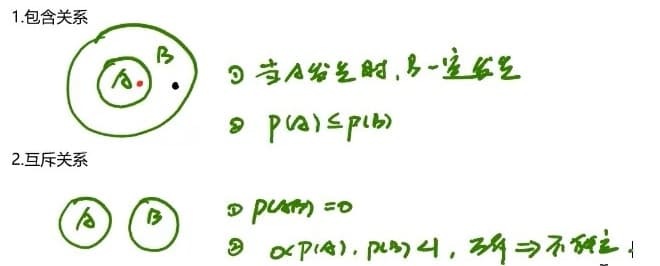 1.包含关系
A B
① 当A发生时,B一定发生
② P(A)≤P(B)
2.互斥关系
A B
① P(AB)=0
② 0<P(A),P(B)<1,互斥⇒不独立.